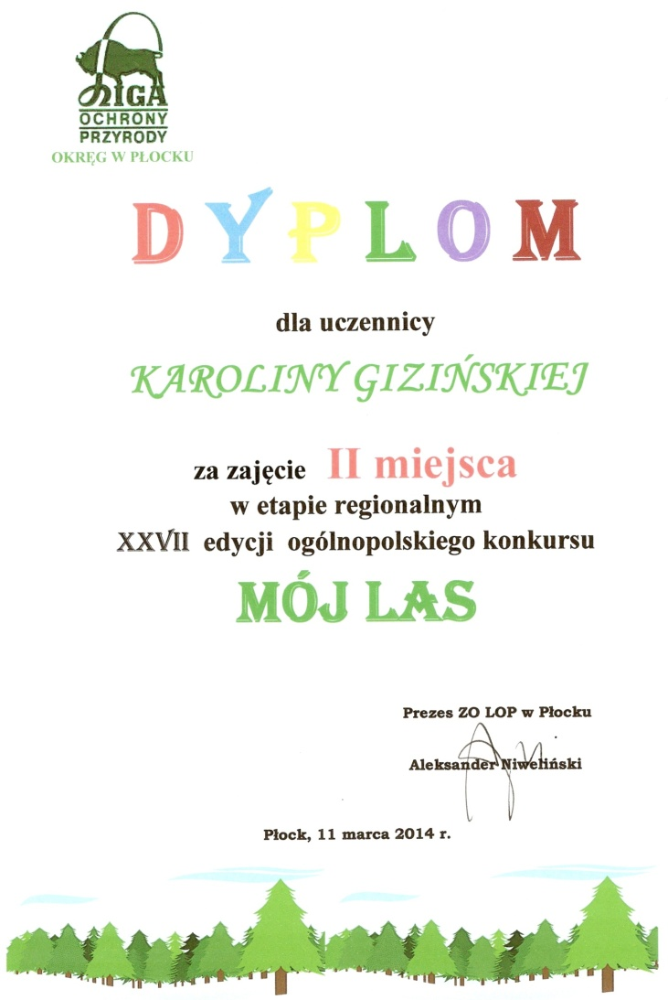 LIGA
OCHRONY
PRZYRODY
OKRĘG W PŁOCKU
DYPLOM
dla uczennicy
KAROLINY GIZIŃSKIEJ
za zajęcie II miejsca
w etapie regionalnym
XXVII edycji ogólnopolskiego konkursu
MÓJ LAS
Prezes ZO LOP w Płocku
Aleksander Niweliński
Płock, 11 marca 2014 r.